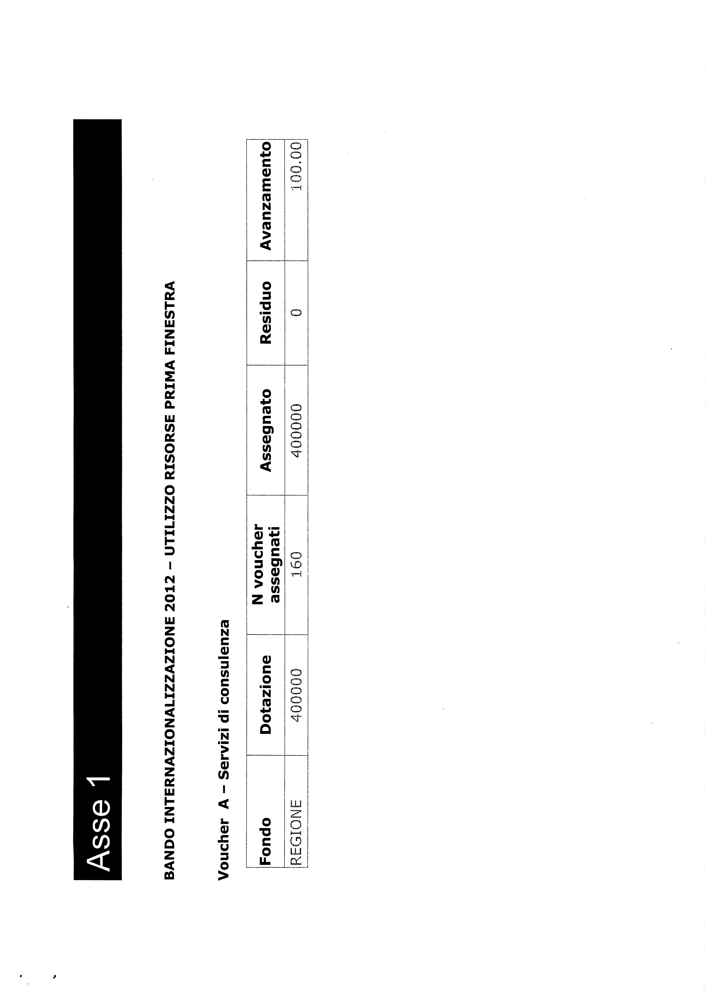 Asse 1
BANDO INTERNAZIONALIZZAZIONE 2012 – UTILIZZO RISORSE PRIMA FINESTRA
Voucher A – Servizi di consulenza
Fondo Dotazione N voucher assegnati Assegnato Residuo Avanzamento
REGIONE 400000 160 400000 0 100.00